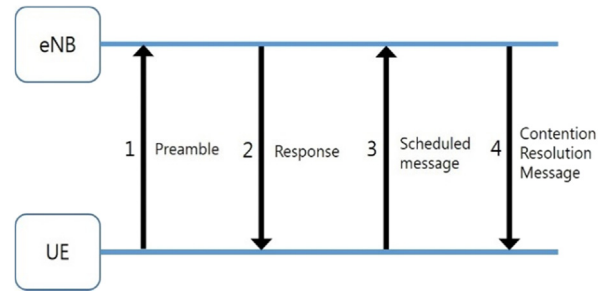 eNB
1 Preamble
2 Response
3 Scheduled
message
4 Contention
Resolution
Message
UE